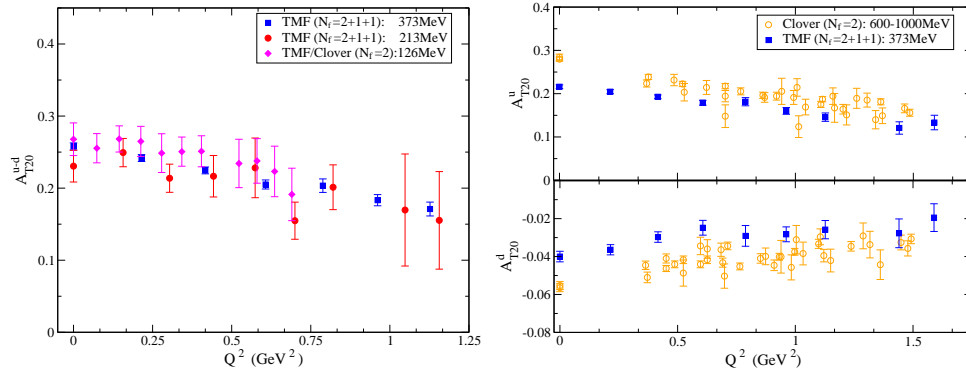 TMF (N_f=2+1+1): 373MeV
TMF (N_f=2+1+1): 213MeV
TMF/Clover (N_f=2):126MeV
A_{T20}^{u-d}
0.4
0.3
0.2
0.1
0
0 0.25 0.5 0.75 1 1.25
Q^2 (GeV^2)
Clover (N_f=2): 600-1000MeV
TMF (N_f=2+1+1): 373MeV
A_{T20}^{u}
0.4
0.3
0.2
0.1
0
A_{T20}^{d}
-0.02
-0.04
-0.06
-0.08
0 0.5 1 1.5
Q^2 (GeV^2)